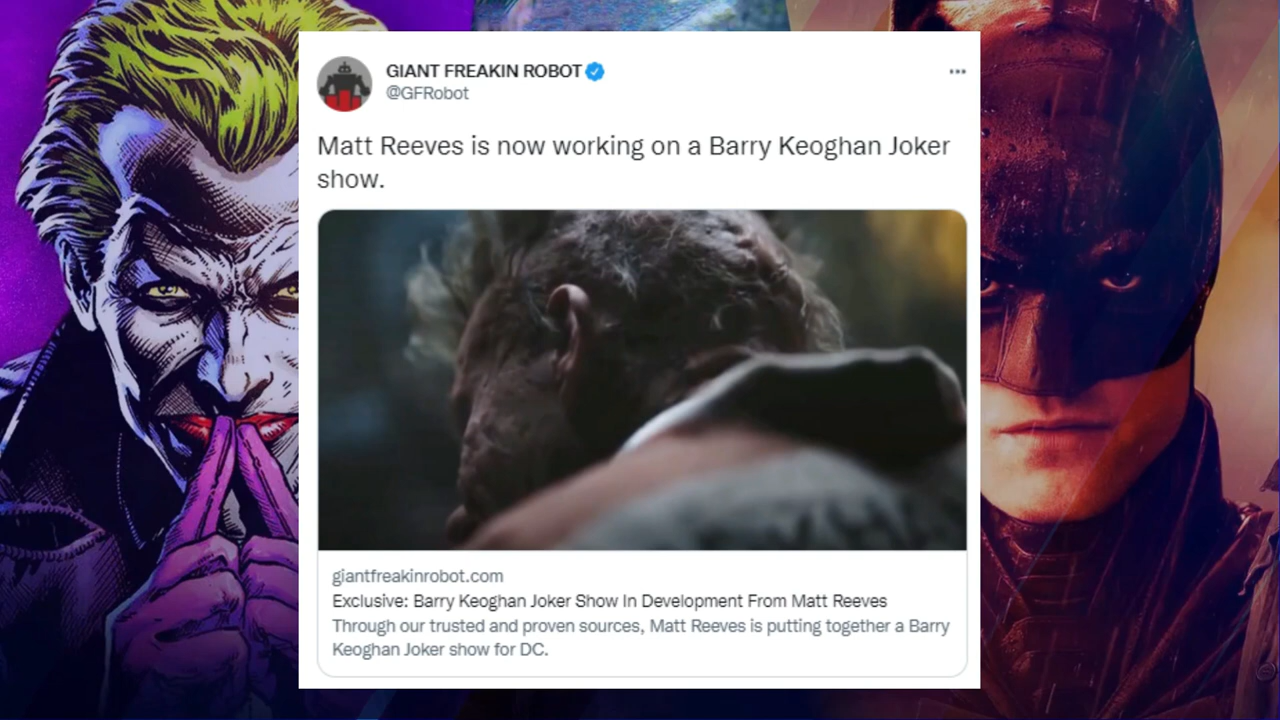 GIANT FREAKIN ROBOT
@GFRobot
Matt Reeves is now working on a Barry Keoghan Joker
show.
giantfreakinrobot.com
Exclusive: Barry Keoghan Joker Show In Development From Matt Reeves
Through our trusted and proven sources, Matt Reeves is putting together a Barry
Keoghan Joker show for DC.